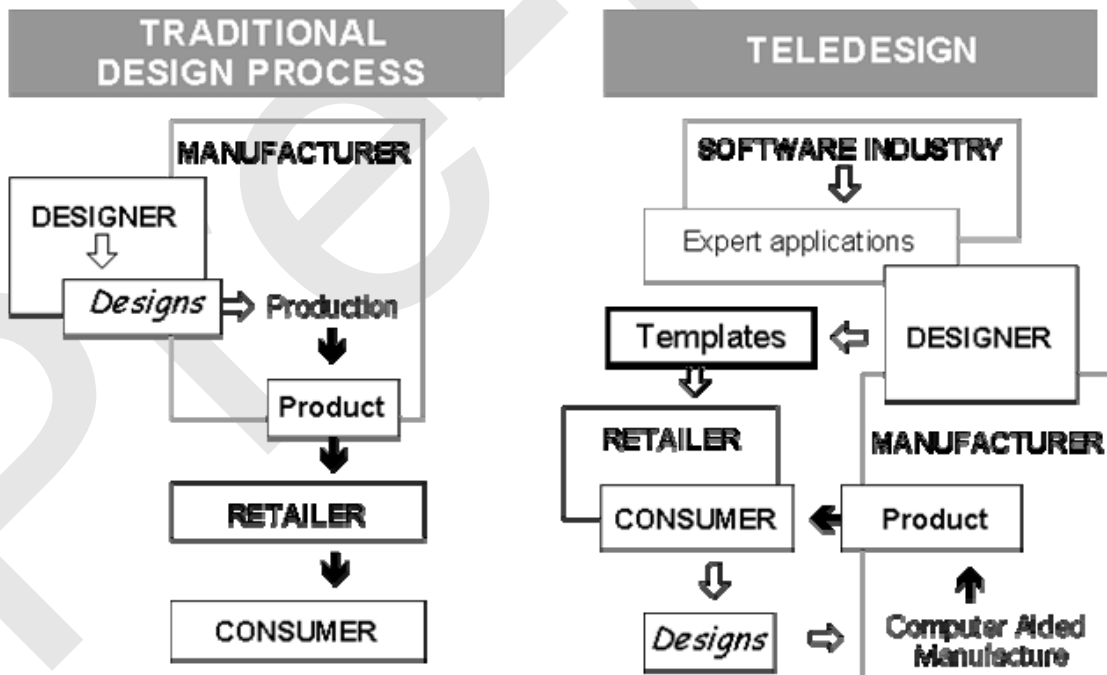 TRADITIONAL
DESIGN PROCESS
MANUFACTURER
DESIGNER
Designs
Production
Product
RETAILER
CONSUMER
TELEDESIGN
SOFTWARE INDUSTRY
Expert applications
DESIGNER
Templates
RETAILER
MANUFACTURER
CONSUMER
Product
Designs
Computer Aided
Manufacture